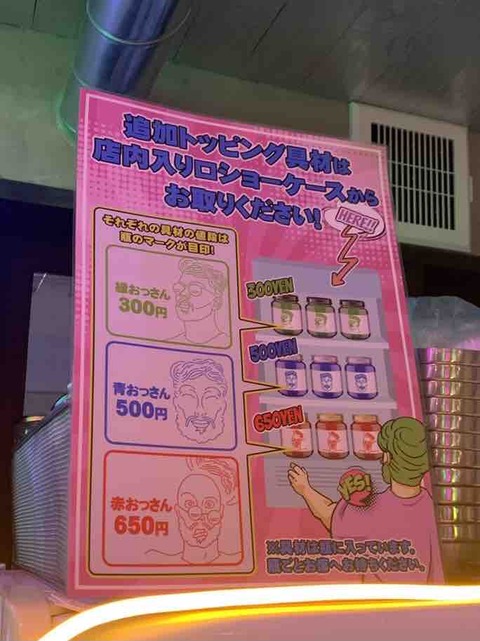 追加トッピング具材は
店内入り口ショーケースから
お取りください!
HERE!!
それぞれの具材の値段は
瓶のマークが目印!
緑おっさん
300円
青おっさん
500円
赤おっさん
650円
300YEN
500YEN
650YEN
YES!
※具材は瓶に入っています。
瓶ごとお席へお持ちください。